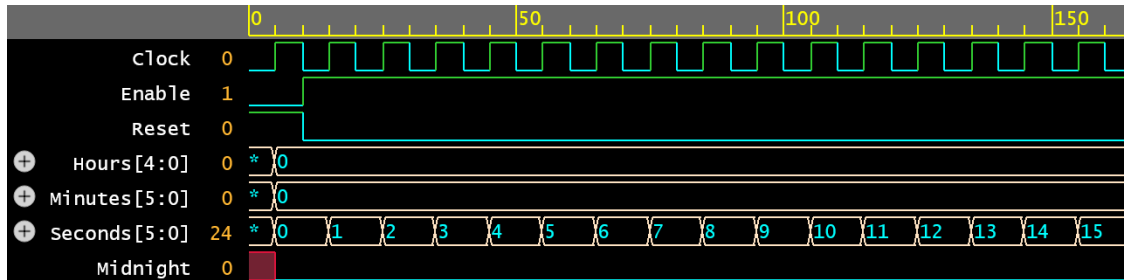 0 50 100 150
Clock 0
Enable 1
Reset 0
Hours[4:0] 0 * 0
Minutes[5:0] 0 * 0
Seconds[5:0] 24 * 0 1 2 3 4 5 6 7 8 9 10 11 12 13 14 15
Midnight 0